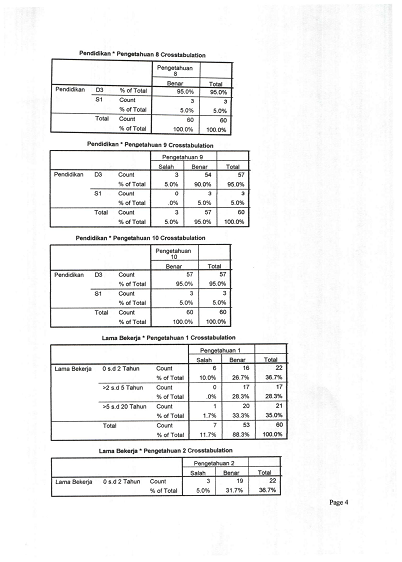 Pendidikan * Pengetahuan 8 Crosstabulation
Pengetahuan
8
Benar Total
Pendidikan D3 % of Total 95.0% 95.0%
S1 Count 3 3
% of Total 5.0% 5.0%
Total Count 60 60
% of Total 100.0% 100.0%
Pendidikan * Pengetahuan 9 Crosstabulation
Pengetahuan 9
Salah Benar Total
Pendidikan D3 Count 3 54 57
% of Total 5.0% 90.0% 95.0%
S1 Count 0 3 3
% of Total .0% 5.0% 5.0%
Total Count 3 57 60
% of Total 5.0% 95.0% 100.0%
Pendidikan * Pengetahuan 10 Crosstabulation
Pengetahuan
10
Benar Total
Pendidikan D3 Count 57 57
% of Total 95.0% 95.0%
S1 Count 3 3
% of Total 5.0% 5.0%
Total Count 60 60
% of Total 100.0% 100.0%
Lama Bekerja * Pengetahuan 1 Crosstabulation
Pengetahuan 1
Salah Benar Total
Lama Bekerja 0 s.d 2 Tahun Count 6 16 22
% of Total 10.0% 26.7% 36.7%
>2 s.d 5 Tahun Count 0 17 17
% of Total .0% 28.3% 28.3%
>5 s.d 20 Tahun Count 1 20 21
% of Total 1.7% 33.3% 35.0%
Total Count 7 53 60
% of Total 11.7% 88.3% 100.0%
Lama Bekerja * Pengetahuan 2 Crosstabulation
Pengetahuan 2
Salah Benar Total
Lama Bekerja 0 s.d 2 Tahun Count 3 19 22
% of Total 5.0% 31.7% 36.7%
Page 4